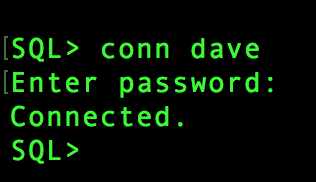 SQL> conn dave
Enter password:
Connected.
SQL>